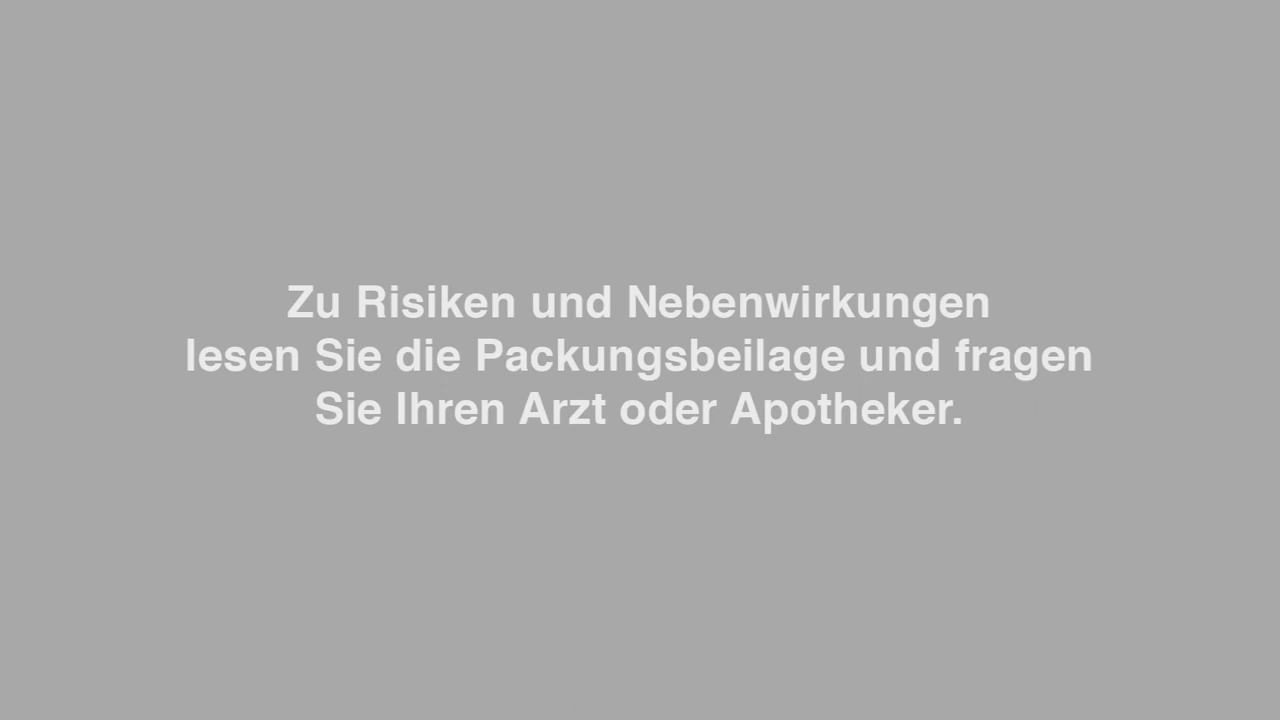 Zu Risiken und Nebenwirkungen
lesen Sie die Packungsbeilage und fragen
Sie Ihren Arzt oder Apotheker.